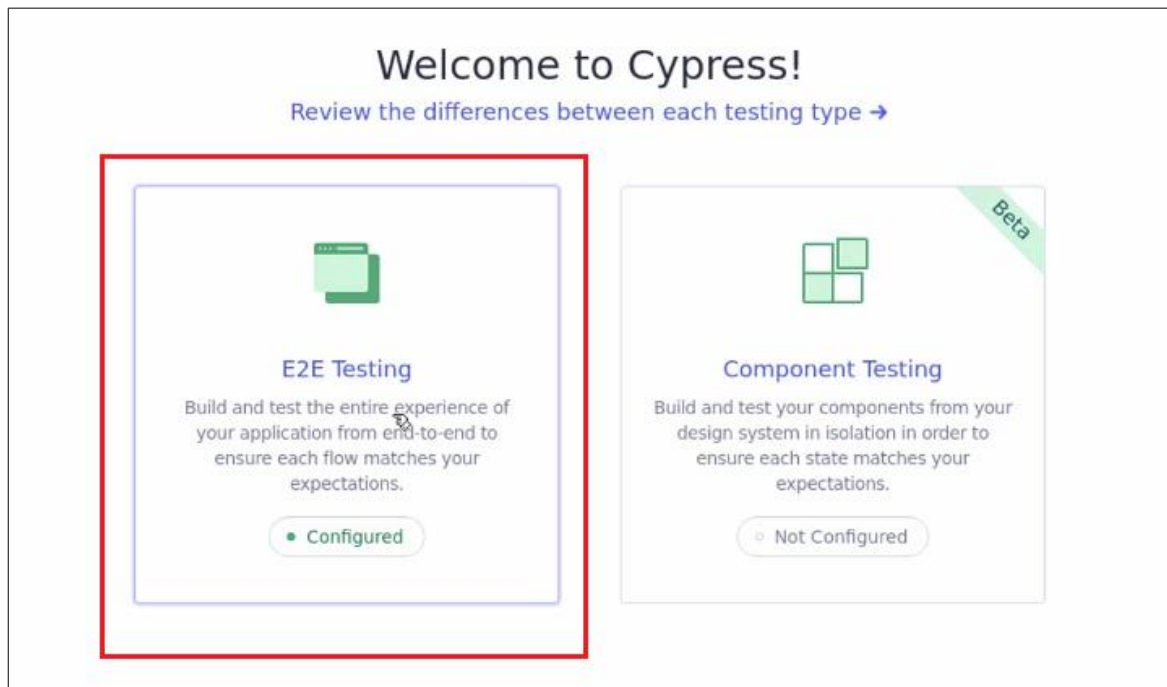 Welcome to Cypress!
Review the differences between each testing type →
Beta
E2E Testing
Build and test the entire experience of
your application from end-to-end to
ensure each flow matches your
expectations.
Configured
Component Testing
Build and test your components from your
design system in isolation in order to
ensure each state matches your
expectations.
Not Configured